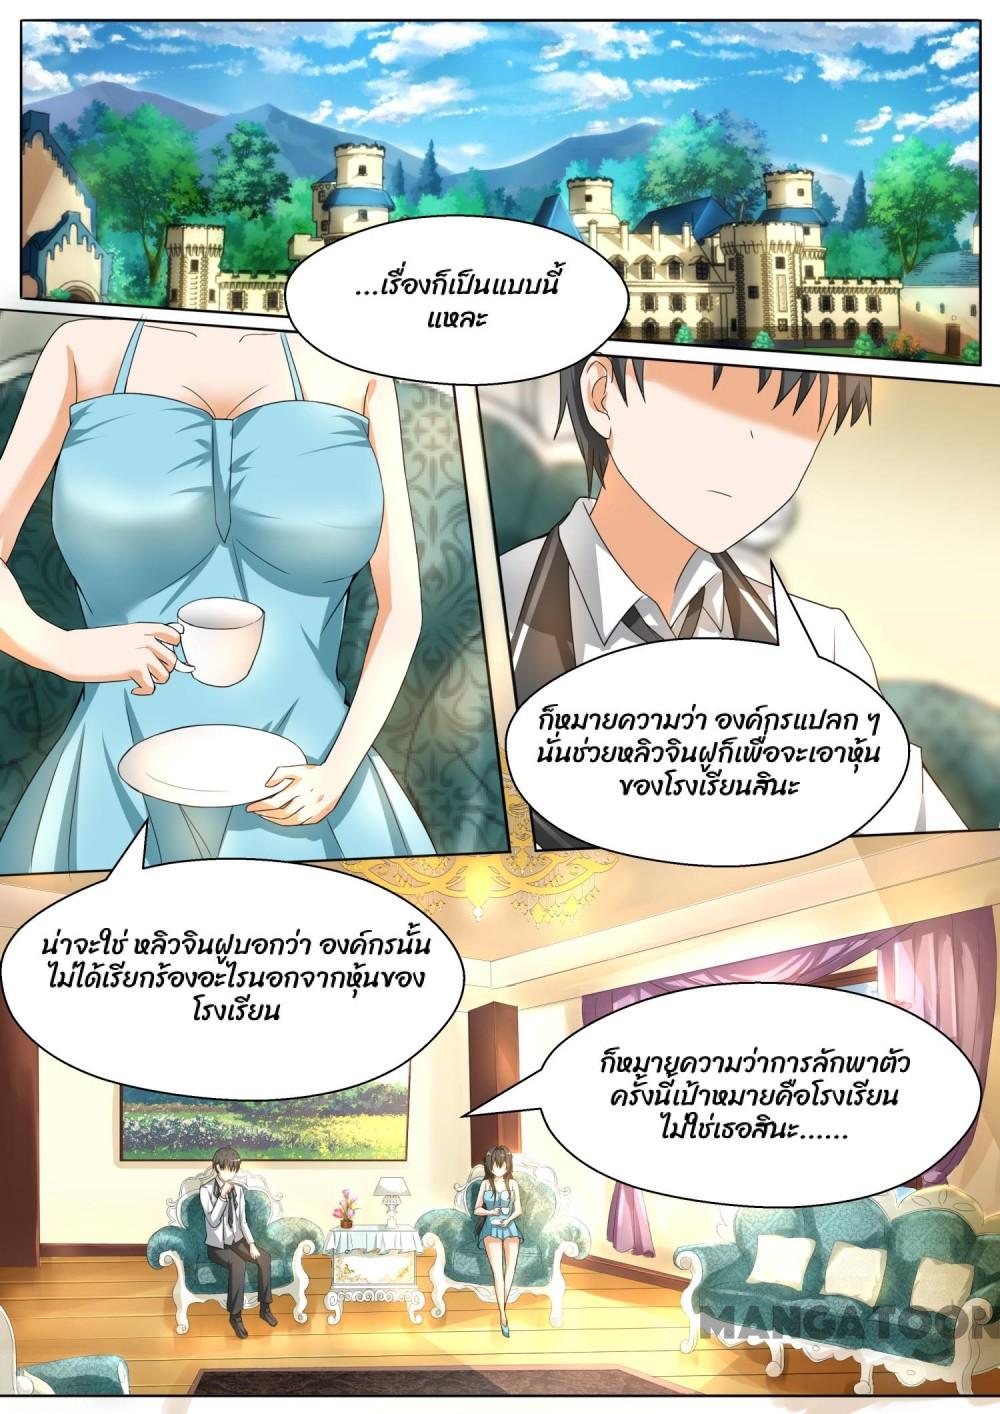 ...เรื่องก็เป็นแบบนี้
แหละ
ก็หมายความว่า องค์กรแปลก ๆ
นั่นช่วยหลิวจินฝูก็เพื่อจะเอาหุ้น
ของโรงเรียนสินะ
น่าจะใช่ หลิวจินฝูบอกว่า องค์กรนั้น
ไม่ได้เรียกร้องอะไรนอกจากหุ้นของ
โรงเรียน
ก็หมายความว่าการลักพาตัว
ครั้งนี้เป้าหมายคือโรงเรียน
ไม่ใช่เธอสินะ......
MANGATOON